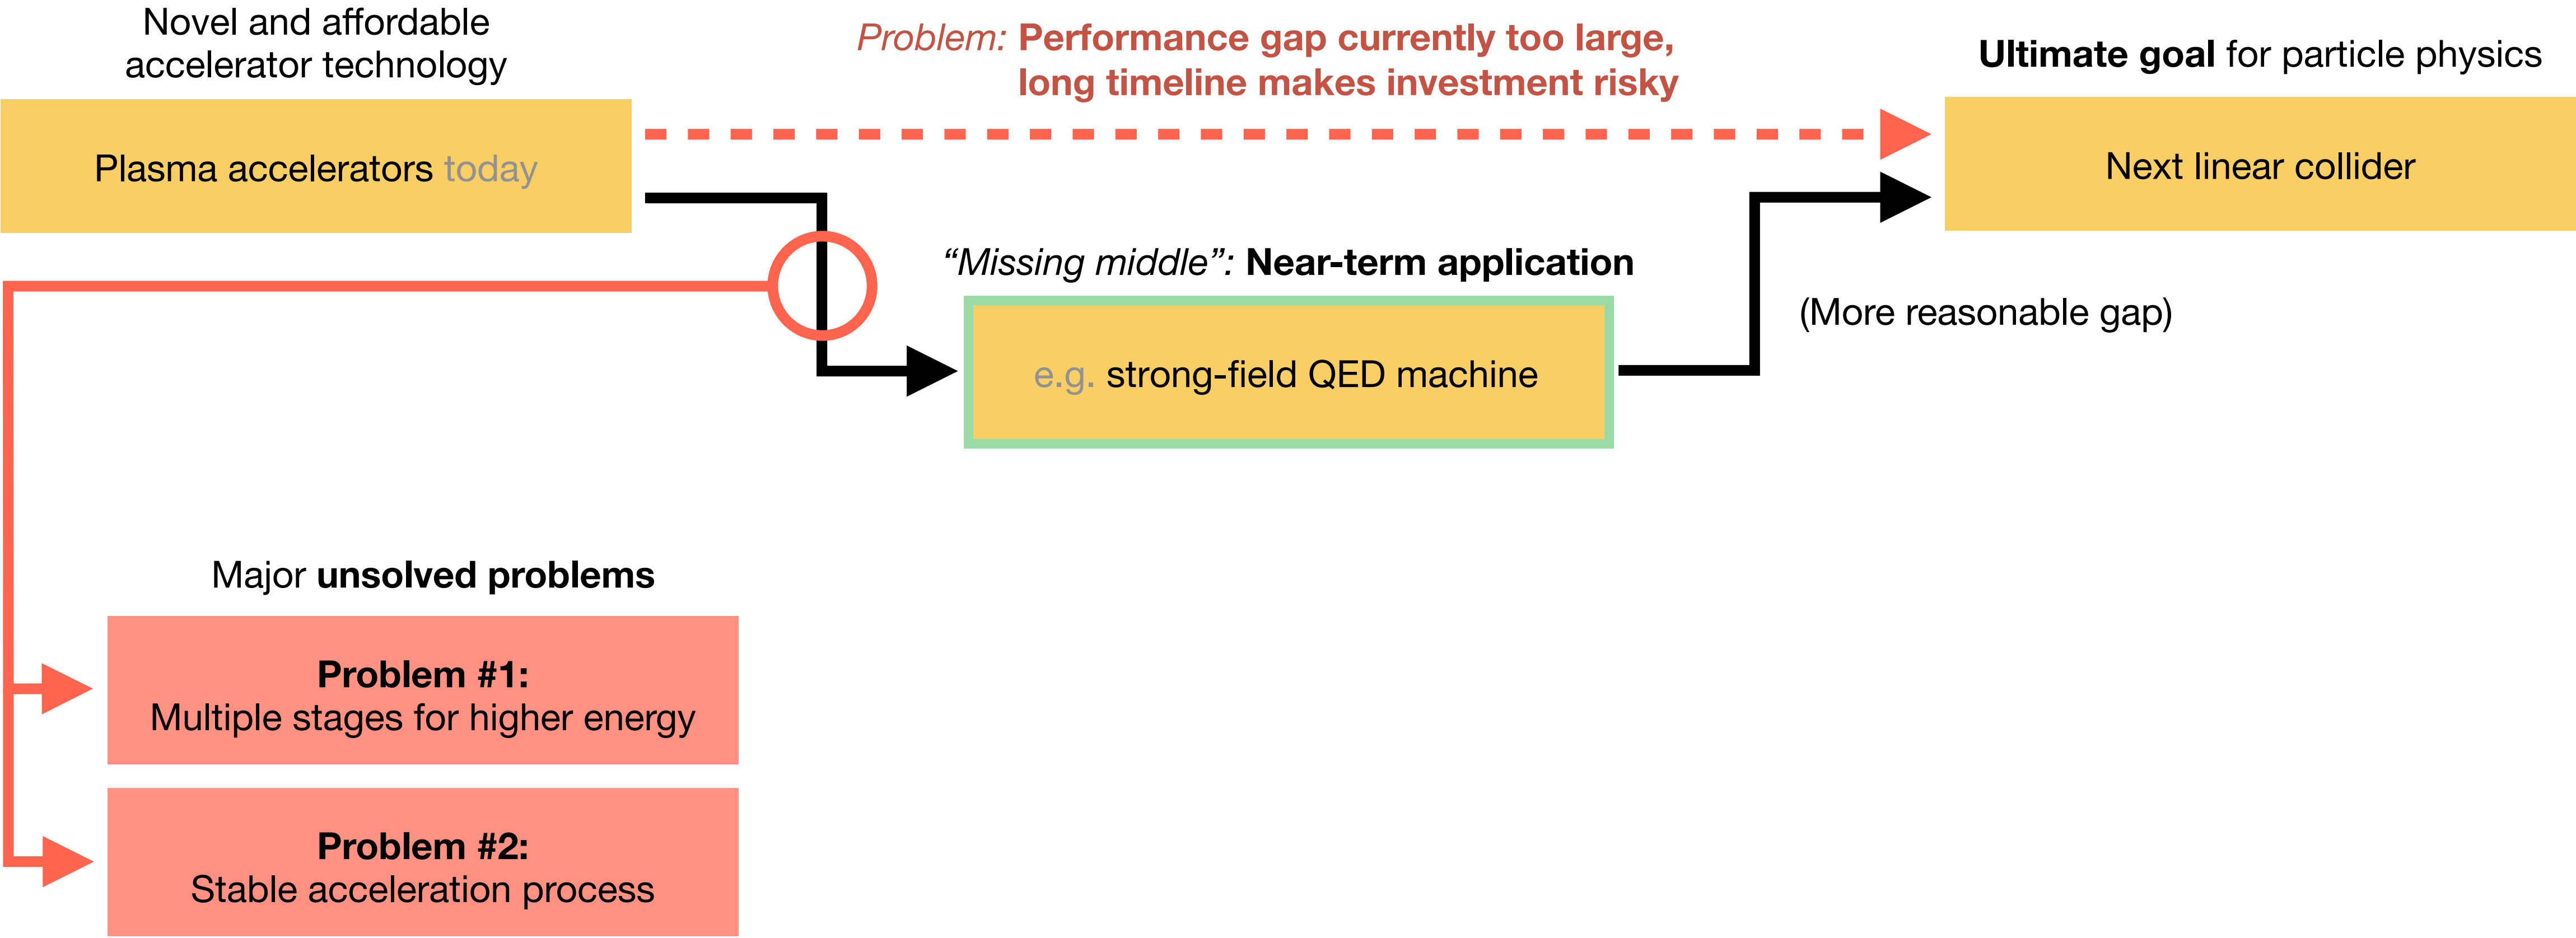 Novel and affordable
accelerator technology
Plasma accelerators today
Problem: Performance gap currently too large,
long timeline makes investment risky
Ultimate goal for particle physics
Next linear collider
“Missing middle”: Near-term application
e.g. strong-field QED machine
(More reasonable gap)
Major unsolved problems
Problem #1:
Multiple stages for higher energy
Problem #2:
Stable acceleration process